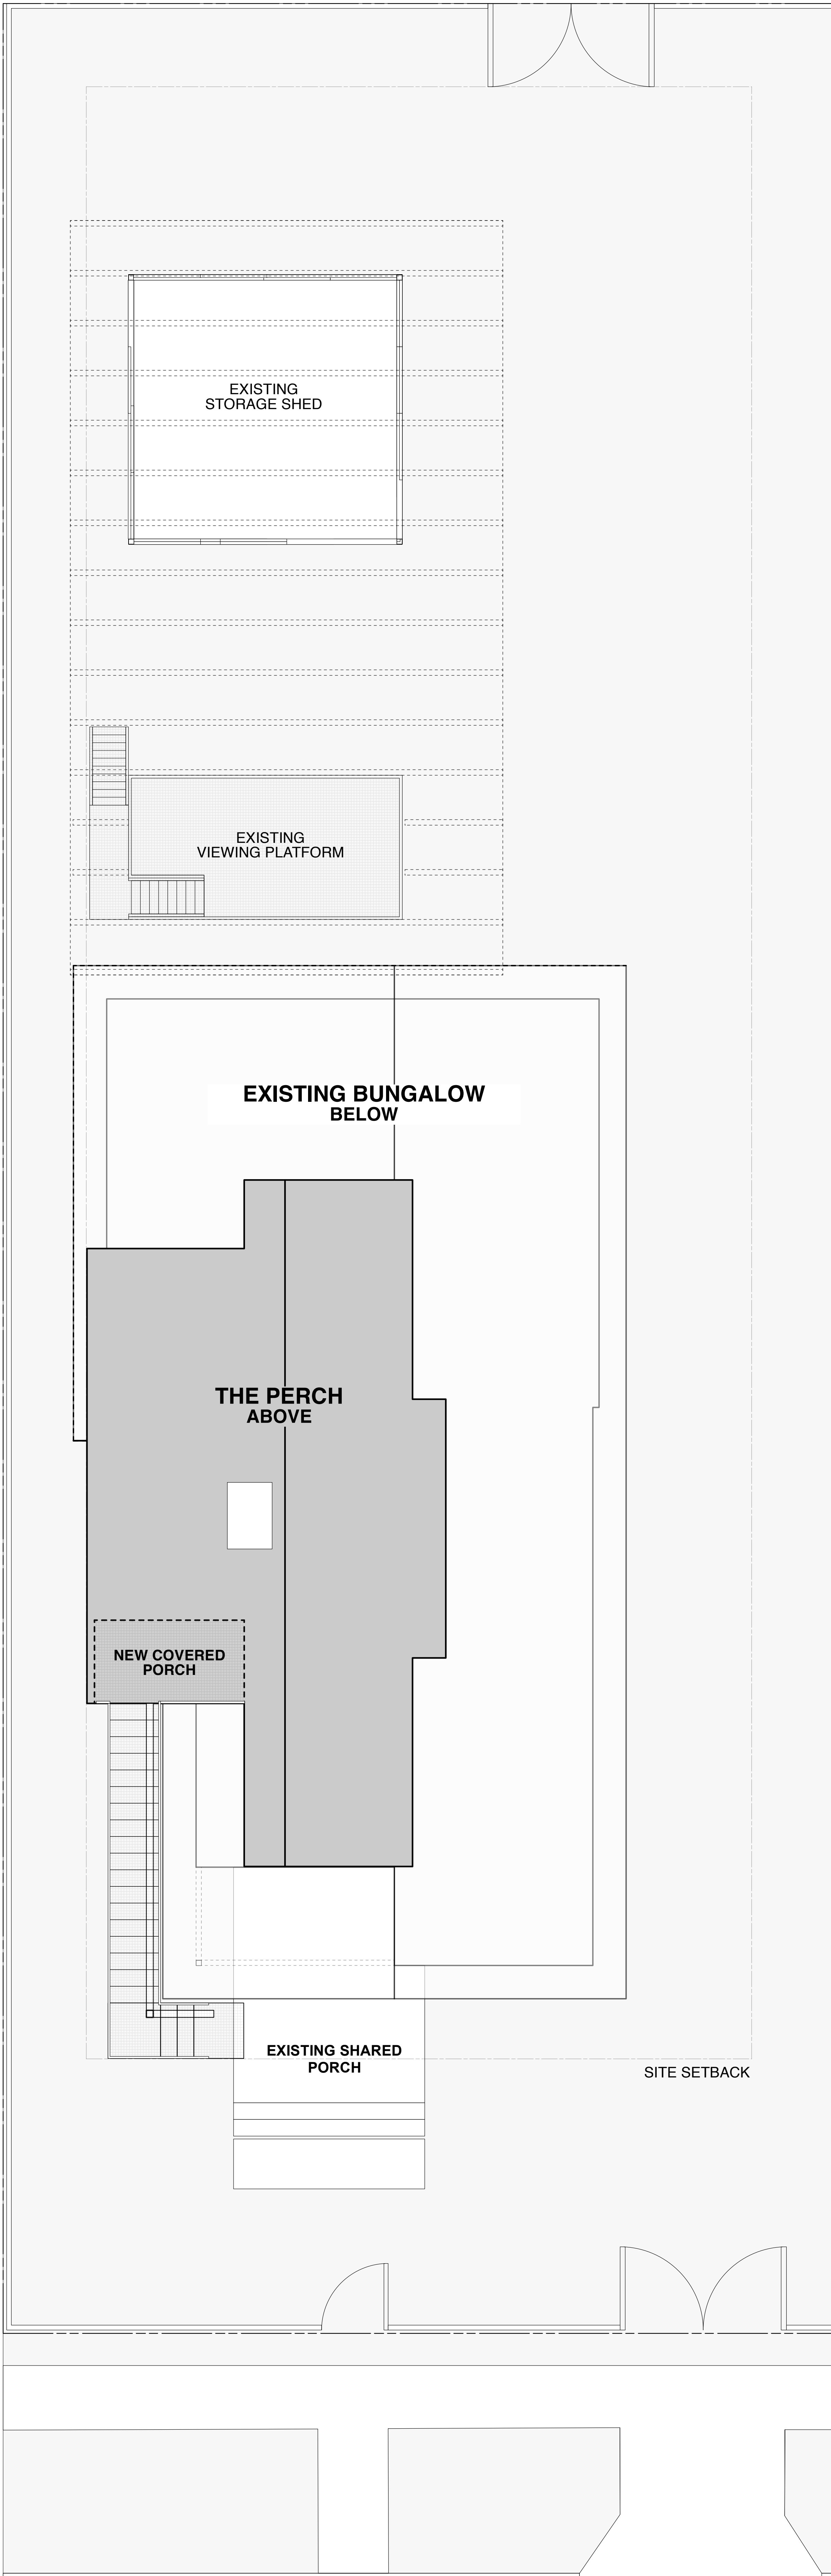 EXISTING
STORAGE SHED
EXISTING
VIEWING PLATFORM
EXISTING BUNGALOW
BELOW
THE PERCH
ABOVE
NEW COVERED
PORCH
EXISTING SHARED
PORCH
SITE SETBACK